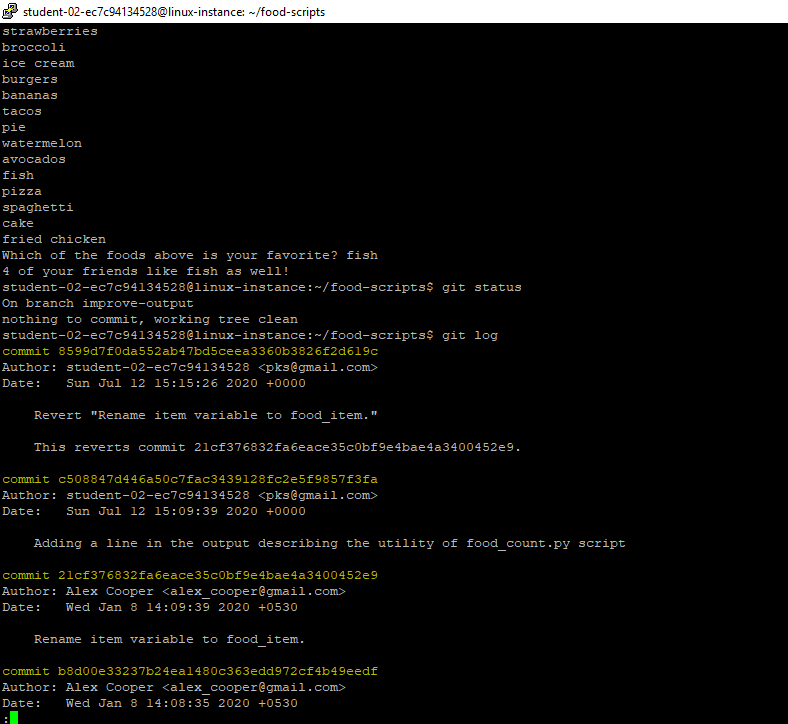 student-02-ec7c94134528@linux-instance: ~/food-scripts
strawberries
broccoli
ice cream
burgers
bananas
tacos
pie
watermelon
avocados
fish
pizza
spaghetti
cake
fried chicken
Which of the foods above is your favorite? fish
4 of your friends like fish as well!
student-02-ec7c94134528@linux-instance:~/food-scripts$ git status
On branch improve-output
nothing to commit, working tree clean
student-02-ec7c94134528@linux-instance:~/food-scripts$ git log
commit 8599d7f0da552ab47bd5ceea3360b3826f2d619c
Author: student-02-ec7c94134528 <pks@gmail.com>
Date:   Sun Jul 12 15:15:26 2020 +0000
    Revert "Rename item variable to food_item."
    This reverts commit 21cf376832fa6eace35c0bf9e4bae4a3400452e9.
commit c508847d446a50c7fac3439128fc2e5f9857f3fa
Author: student-02-ec7c94134528 <pks@gmail.com>
Date:   Sun Jul 12 15:09:39 2020 +0000
    Adding a line in the output describing the utility of food_count.py script
commit 21cf376832fa6eace35c0bf9e4bae4a3400452e9
Author: Alex Cooper <alex_cooper@gmail.com>
Date:   Wed Jan 8 14:09:39 2020 +0530
    Rename item variable to food_item.
commit b8d00e33237b24ea1480c363edd972cf4b49eedf
Author: Alex Cooper <alex_cooper@gmail.com>
Date:   Wed Jan 8 14:08:35 2020 +0530
: